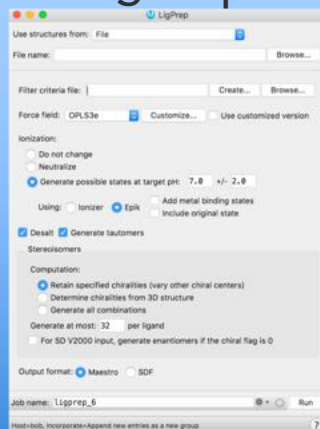 LigPrep
Use structures from: File
File name: Browse...
Filter criteria file: Create... Browse...
Force field: OPLS3e Customize... Use customized version
Ionization:
Do not change
Neutralize
Generate possible states at target pH: 7.0 +/- 2.0
Using: Ionizer Epik Add metal binding states
Include original state
Desalt Generate tautomers
Stereoisomers
Computation:
Retain specified chiralities (vary other chiral centers)
Determine chiralities from 3D structure
Generate all combinations
Generate at most: 32 per ligand
For SD V2000 input, generate enantiomers if the chiral flag is 0
Output format: Maestro SDF
Job name: ligprep_6 Run
Host=bob, Incorporate=Append new entries as a new group ?